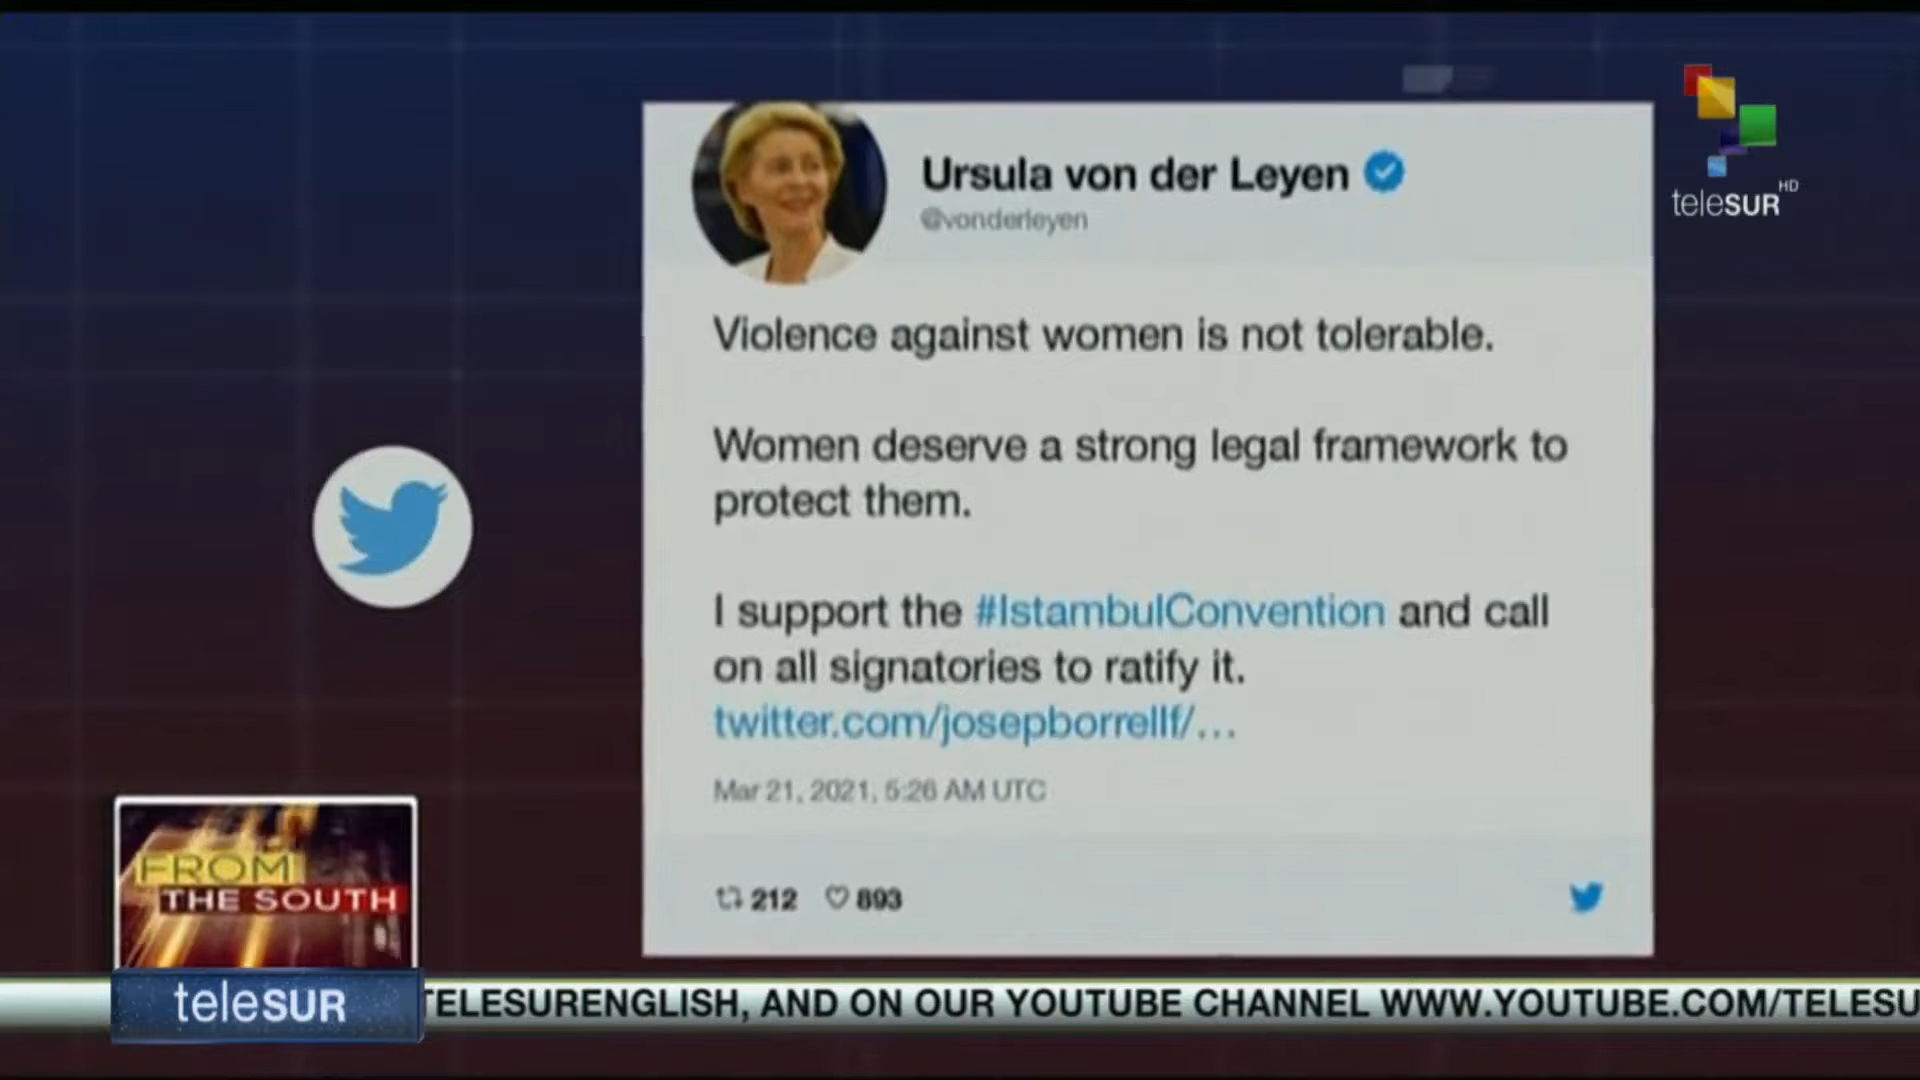 Ursula von der Leyen
@vonderleyen
teleSUR HD
Violence against women is not tolerable.
Women deserve a strong legal framework to
protect them.
I support the #IstambulConvention and call
on all signatories to ratify it.
twitter.com/josepborrellf/...
Mar 21, 2021, 5:26 AM UTC
212 893
FROM
THE SOUTH
teleSUR
TELESURENGLISH, AND ON OUR YOUTUBE CHANNEL WWW.YOUTUBE.COM/TELESU